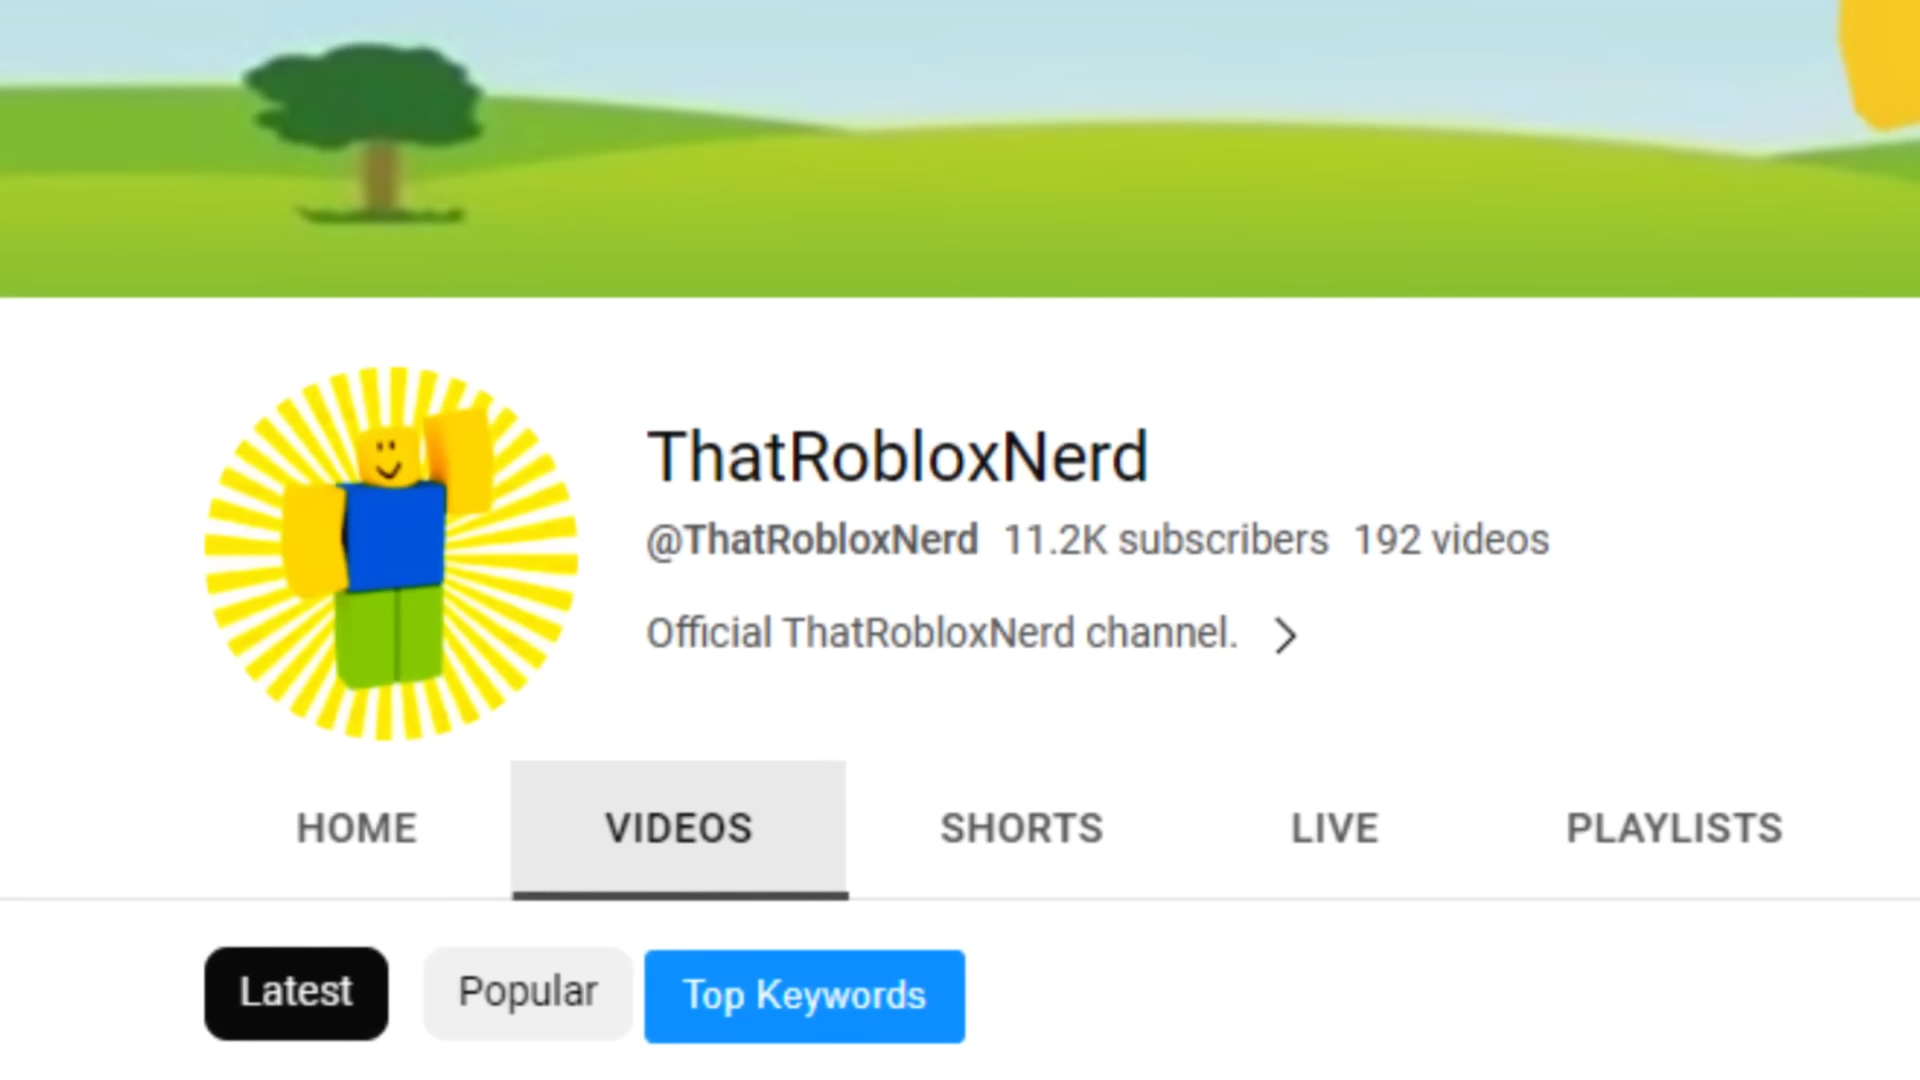 ThatRobloxNerd
@ThatRobloxNerd 11.2K subscribers 192 videos
Official ThatRobloxNerd channel.
HOME VIDEOS SHORTS LIVE PLAYLISTS
Latest Popular Top Keywords